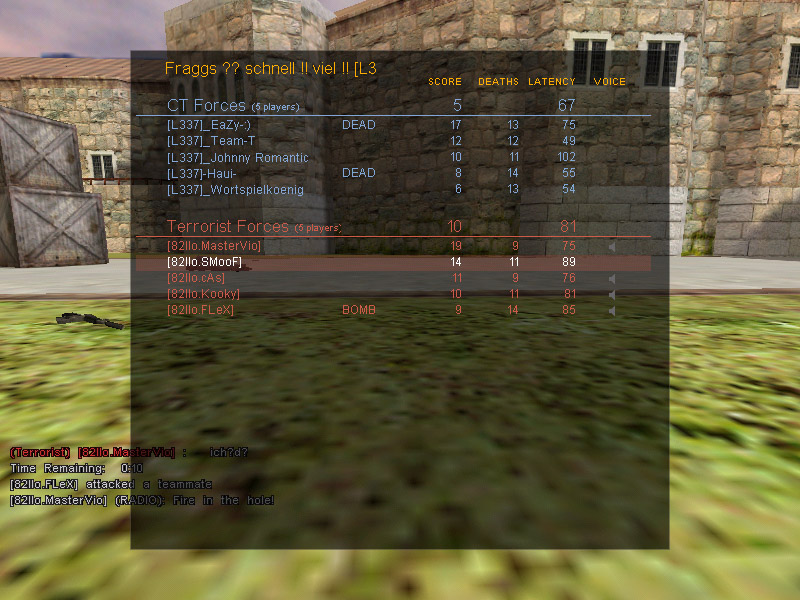 Fraggs ?? schnell !! viel !! [L3
SCORE DEATHS LATENCY VOICE
CT Forces (5 players) 5 67
[L337]_EaZy-:) DEAD 17 13 75
[L337]_Team-T 12 12 49
[L337]_Johnny Romantic 10 11 102
[L337]-Haui- DEAD 8 14 55
[L337]_Wortspielkoenig 6 13 54
Terrorist Forces (5 players) 10 81
[82llo.MasterVio] 19 9 75
[82llo.SMooF] 14 11 89
[82llo.cAs] 11 9 76
[82llo.Kooky] 10 11 81
[82llo.FLeX] BOMB 9 14 85
(Terrorist) [82llo.MasterVio] : ich?d?
Time Remaining: 0:10
[82llo.FLeX] attacked a teammate
[82llo.MasterVio] (RADIO): Fire in the hole!